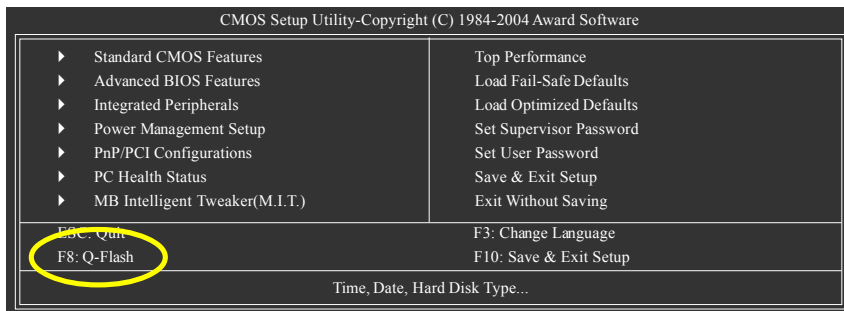 CMOS Setup Utility-Copyright (C) 1984-2004 Award Software
Standard CMOS Features
Advanced BIOS Features
Integrated Peripherals
Power Management Setup
PnP/PCI Configurations
PC Health Status
MB Intelligent Tweaker(M.I.T.)
Top Performance
Load Fail-Safe Defaults
Load Optimized Defaults
Set Supervisor Password
Set User Password
Save & Exit Setup
Exit Without Saving
ESC: Quit
F8: Q-Flash
F3: Change Language
F10: Save & Exit Setup
Time, Date, Hard Disk Type...